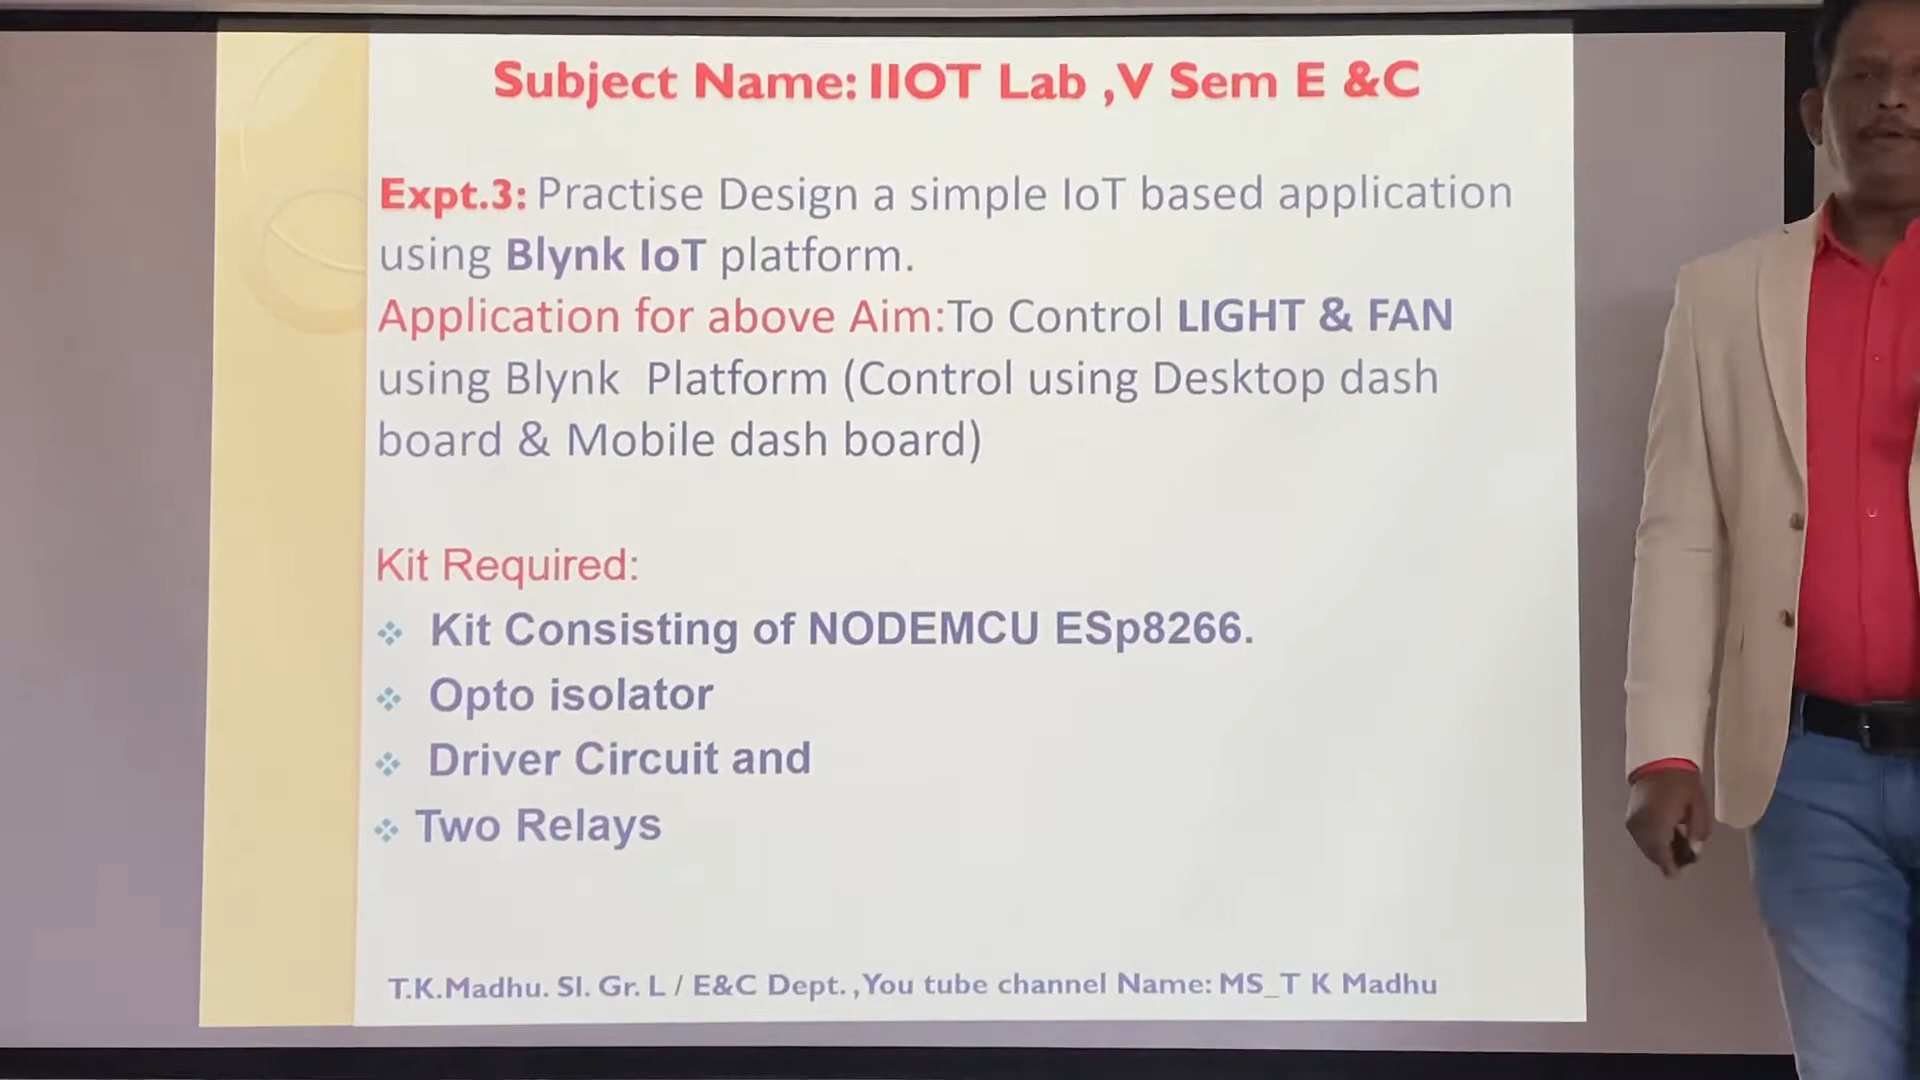 Subject Name: IIOT Lab ,V Sem E &C
Expt.3: Practise Design a simple IoT based application
using Blynk IoT platform.
Application for above Aim:To Control LIGHT & FAN
using Blynk Platform (Control using Desktop dash
board & Mobile dash board)
Kit Required:
Kit Consisting of NODEMCU ESp8266.
Opto isolator
Driver Circuit and
Two Relays
T.K.Madhu. Sl. Gr. L / E&C Dept. ,You tube channel Name: MS_T K Madhu